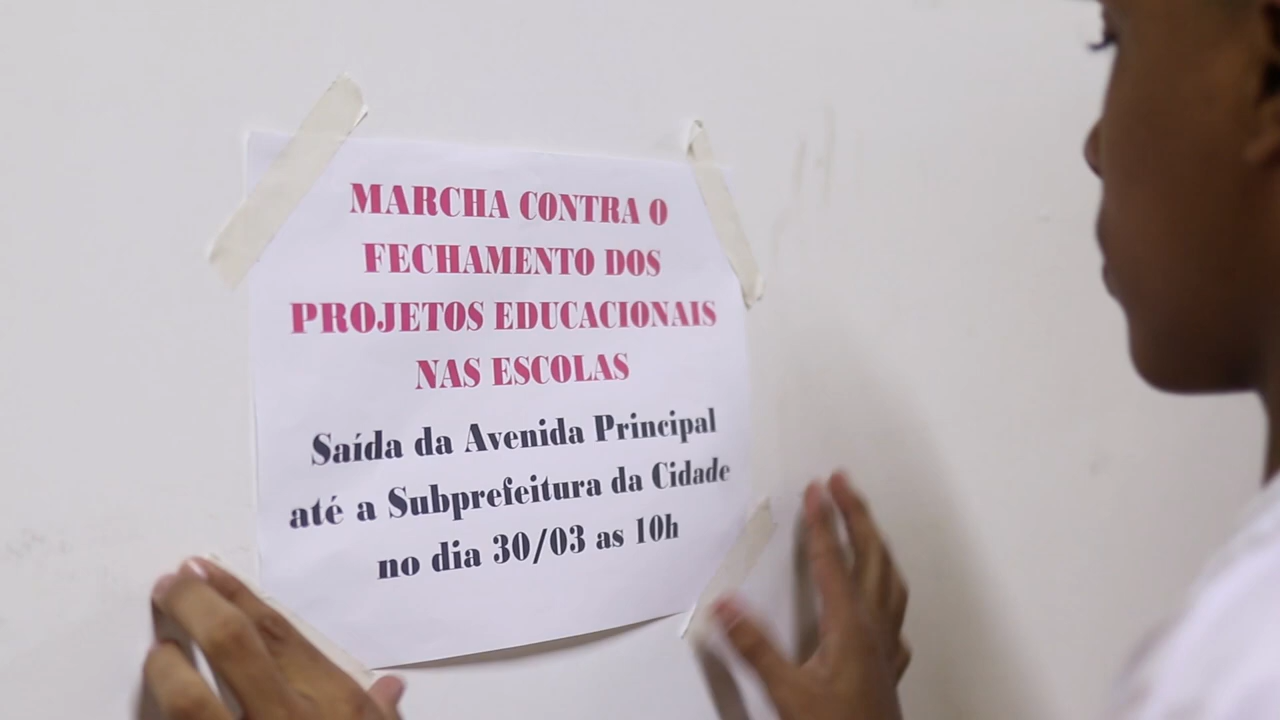 MARCHA CONTRA O
FECHAMENTO DOS
PROJETOS EDUCACIONAIS
NAS ESCOLAS
Saída da Avenida Principal
até a Subprefeitura da Cidade
no dia 30/03 as 10h